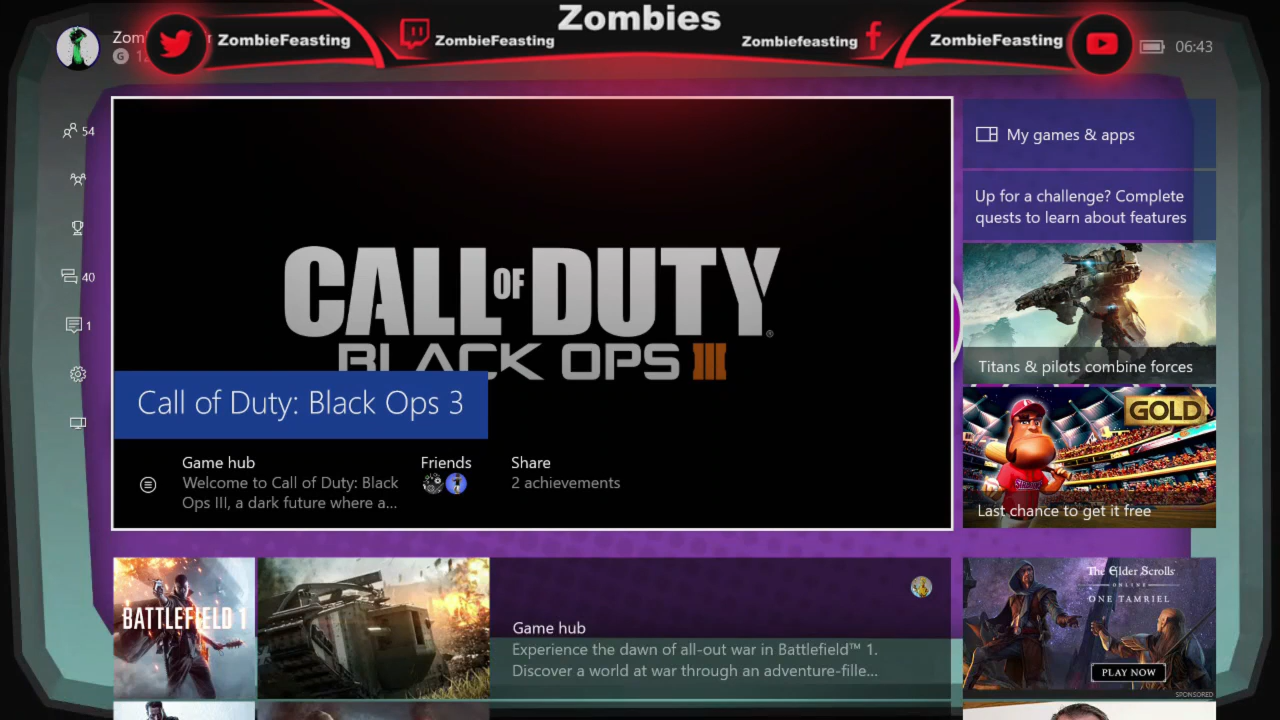 Zombies
Zom
ZombieFeasting
ZombieFeasting
Zombiefeasting
ZombieFeasting
06:43
G
54
40
1
CALL OF DUTY®
BLACK OPS III
Call of Duty: Black Ops 3
Game hub
Welcome to Call of Duty: Black
Ops III, a dark future where a...
Friends
Share
2 achievements
My games & apps
Up for a challenge? Complete
quests to learn about features
Titans & pilots combine forces
GOLD
Last chance to get it free
BATTLEFIELD 1
Game hub
Experience the dawn of all-out war in Battlefield™ 1.
Discover a world at war through an adventure-fille...
The Elder Scrolls
ONLINE
ONE TAMRIEL
PLAY NOW
SPONSORED